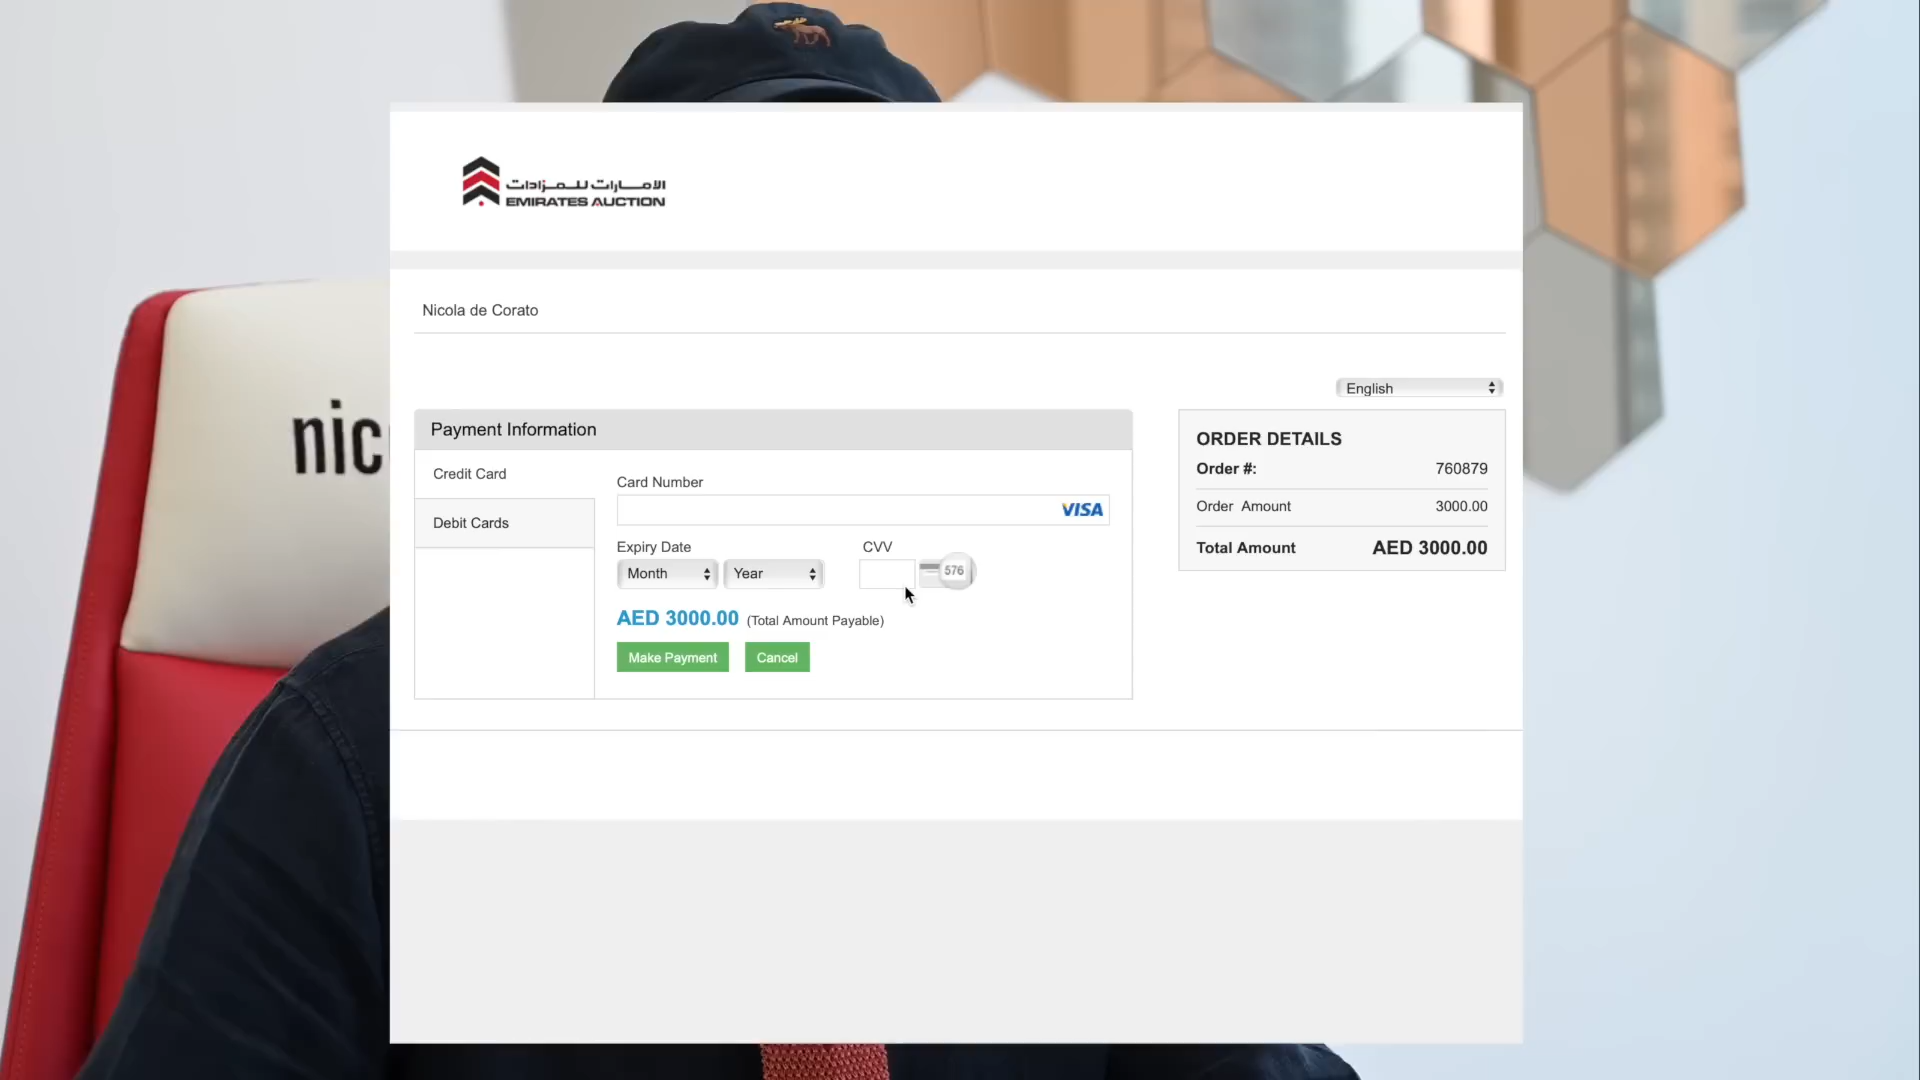 الامارات للمزادات
EMIRATES AUCTION
Nicola de Corato
English
nic
Payment Information
Credit Card
Debit Cards
Card Number
VISA
Expiry Date
CVV
Month
Year
576
AED 3000.00 (Total Amount Payable)
Make Payment
Cancel
ORDER DETAILS
Order #: 760879
Order Amount 3000.00
Total Amount AED 3000.00